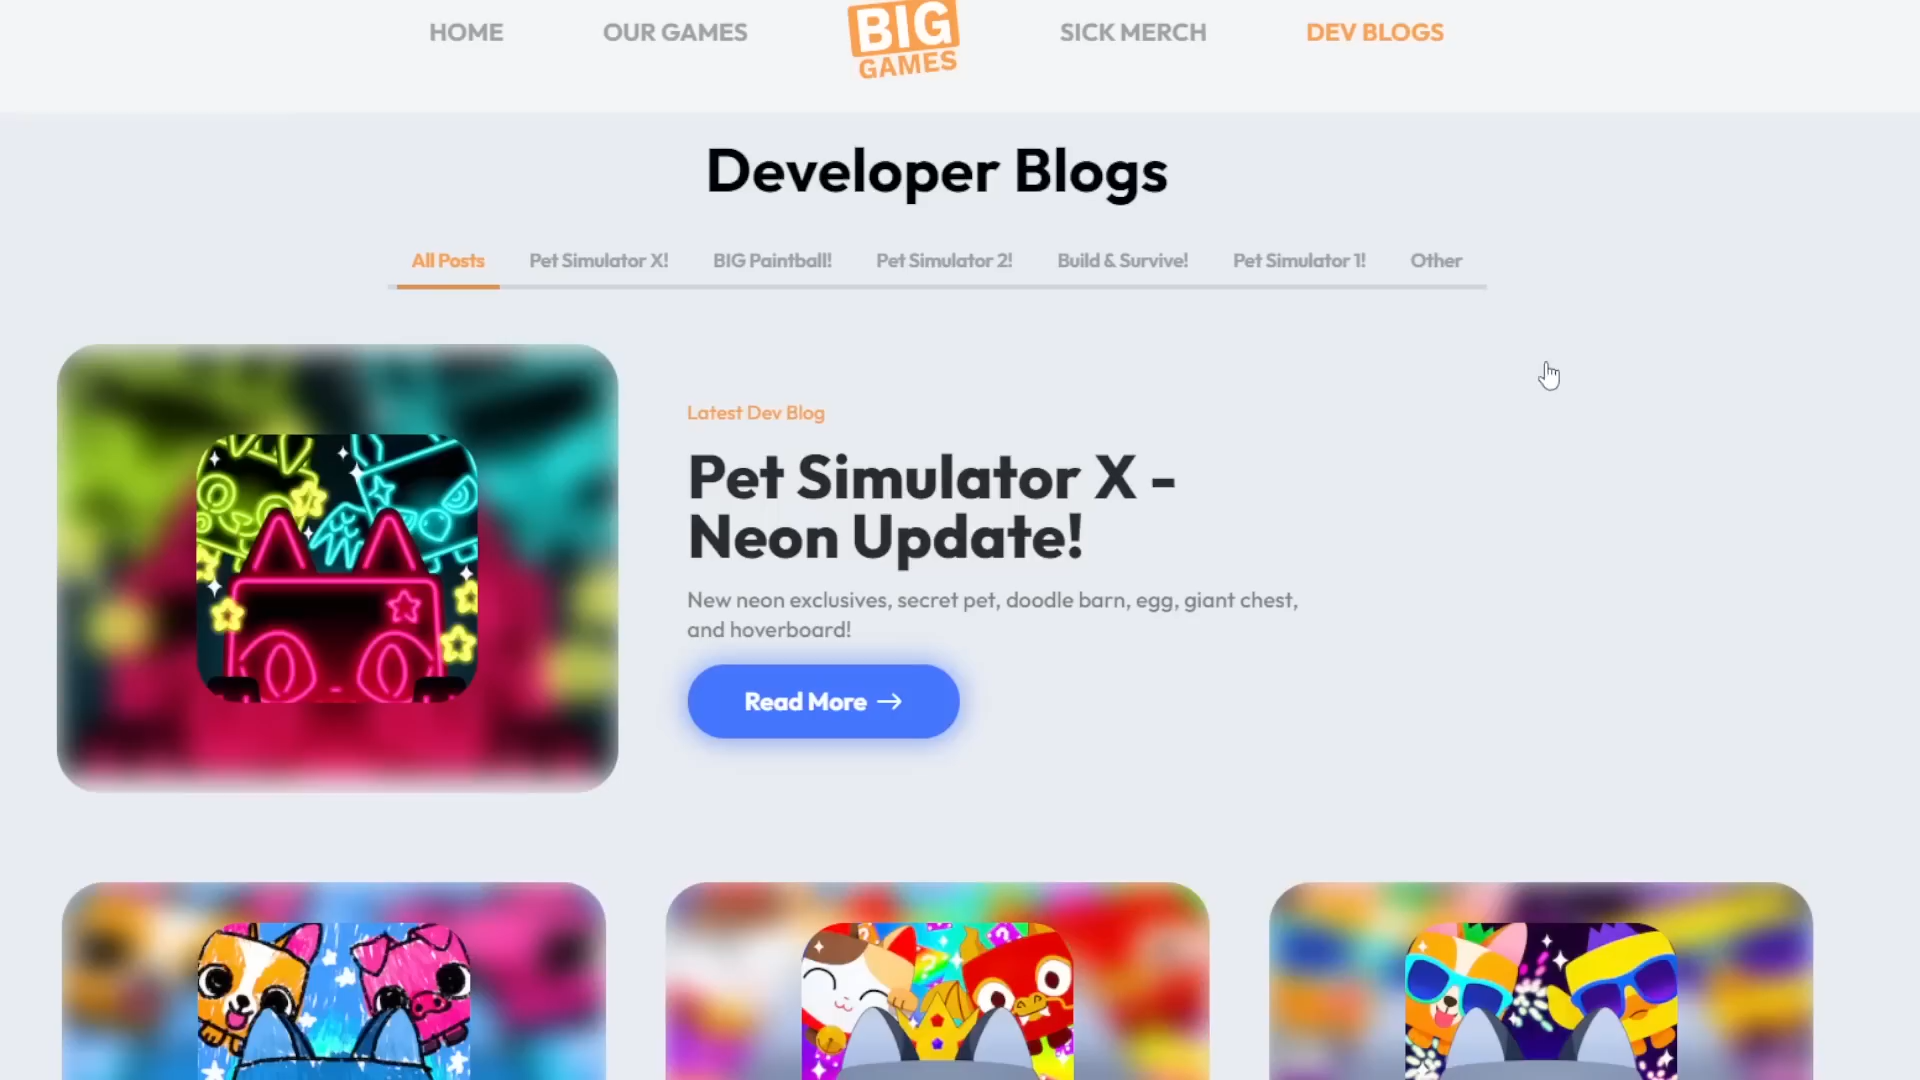 HOME
OUR GAMES
BIG
GAMES
SICK MERCH
DEV BLOGS
Developer Blogs
All Posts
Pet Simulator X!
BIG Paintball!
Pet Simulator 2!
Build & Survive!
Pet Simulator 1!
Other
Latest Dev Blog
Pet Simulator X -
Neon Update!
New neon exclusives, secret pet, doodle barn, egg, giant chest,
and hoverboard!
Read More →